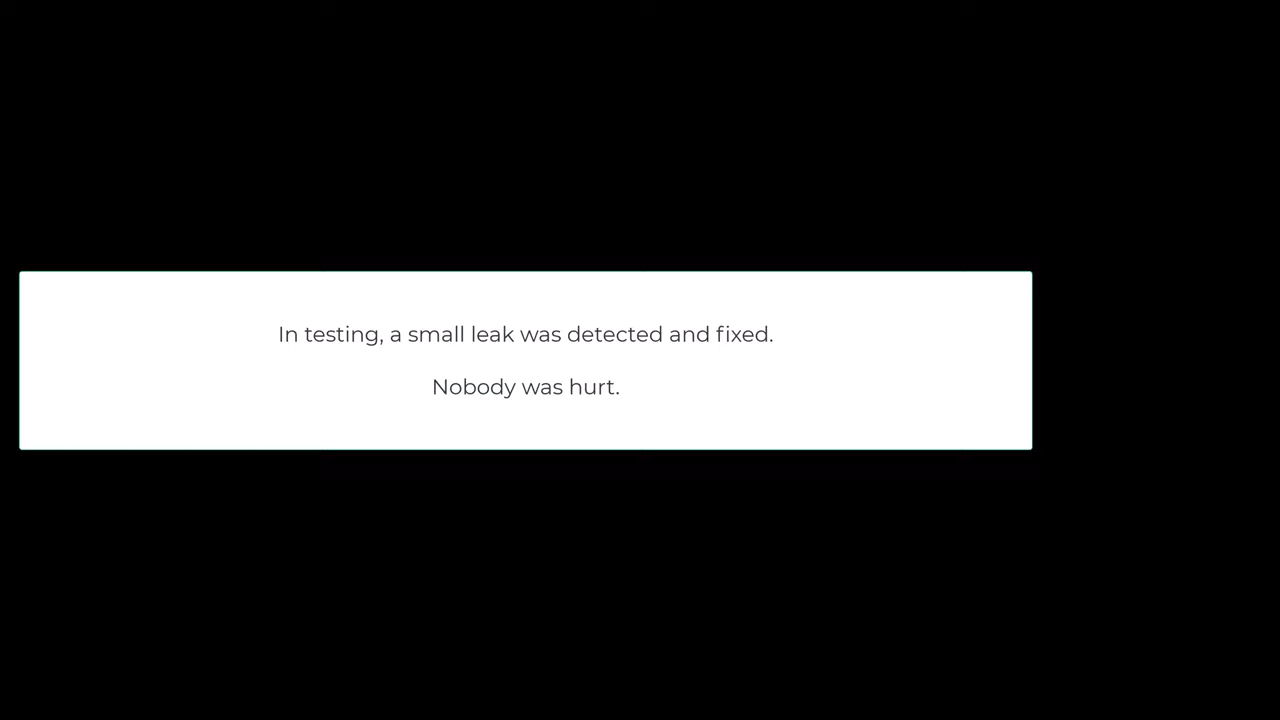 In testing, a small leak was detected and fixed.
Nobody was hurt.